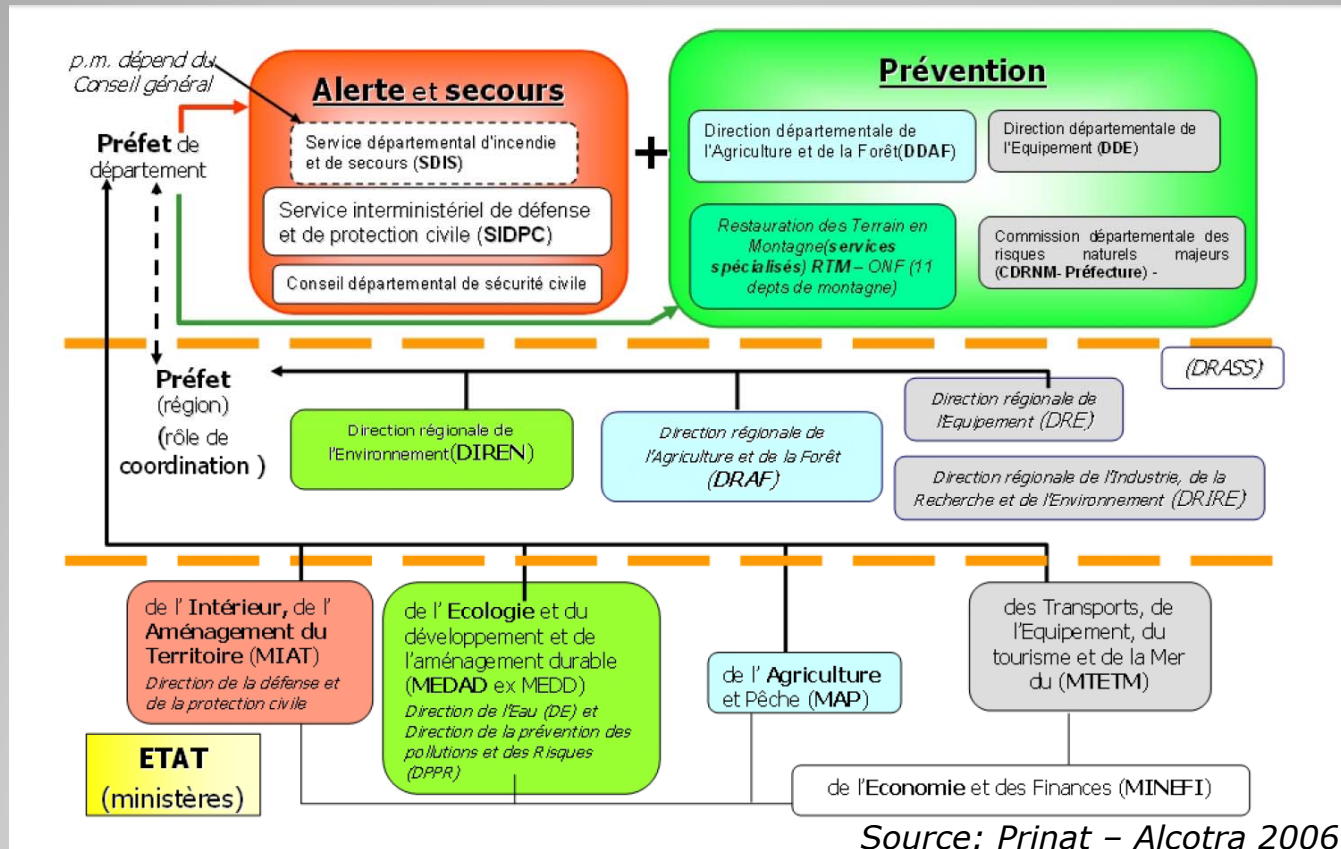 p.m. dépend du
Conseil général
Préfet de
département
Alerte et secours
Service départemental d'incendie
et de secours (SDIS)
Service interministériel de défense
et de protection civile (SIDPC)
Conseil départemental de sécurité civile
+
Prévention
Direction départementale de
l'Agriculture et de la Forêt(DDAF)
Direction départementale de
l'Equipement (DDE)
Restauration des Terrain en
Montagne(services
spécialisés) RTM – ONF (11
depts de montagne)
Commission départementale des
risques naturels majeurs
(CDRNM- Préfecture) -
Préfet
(région)
(rôle de
coordination )
Direction régionale de
l'Environnement(DIREN)
Direction régionale de
l'Agriculture et de la Forêt
(DRAF)
(DRASS)
Direction régionale de
l'Equipement (DRE)
Direction régionale de l'Industrie, de la
Recherche et de l'Environnement (DRIRE)
de l' Intérieur, de l'
Aménagement du
Territoire (MIAT)
Direction de la défense et
de la protection civile
de l' Ecologie et du
développement et de
l'aménagement durable
(MEDAD ex MEDD)
Direction de l'Eau (DE) et
Direction de la prévention des
pollutions et des Risques
(DPPR)
de l' Agriculture
et Pêche (MAP)
des Transports, de
l'Equipement, du
tourisme et de la Mer
du (MTETM)
ETAT
(ministères)
de l'Economie et des Finances (MINEFI)
Source: Prinat – Alcotra 2006